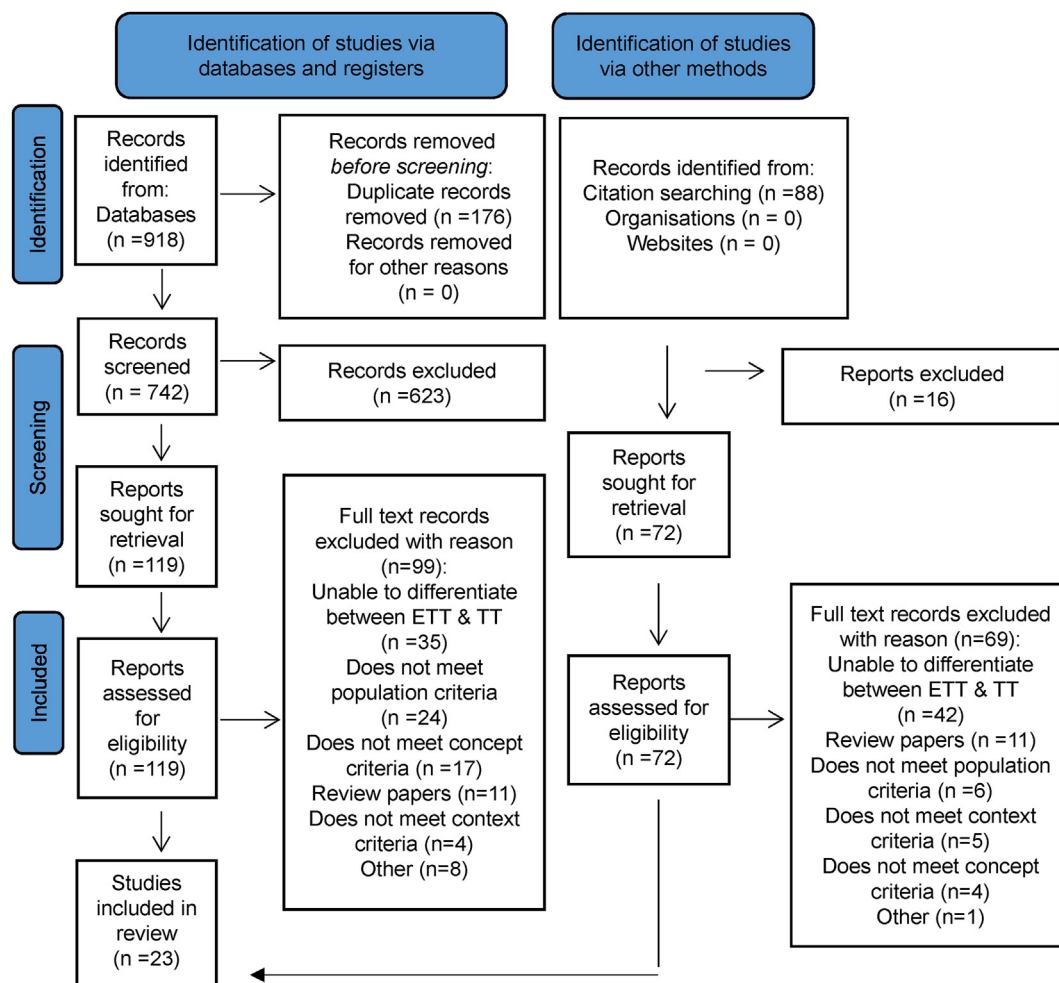 Identification of studies via
databases and registers
Identification of studies
via other methods
Identification
Records
identified
from:
Databases
(n =918)
Records removed
before screening:
Duplicate records
removed (n =176)
Records removed
for other reasons
(n = 0)
Records identified from:
Citation searching (n =88)
Organisations (n = 0)
Websites (n = 0)
Screening
Records
screened
(n = 742)
Records excluded
(n =623)
Reports excluded
(n =16)
Reports
sought for
retrieval
(n =119)
Reports
sought for
retrieval
(n =72)
Included
Reports
assessed
for
eligibility
(n =119)
Full text records
excluded with reason
(n=99):
Unable to differentiate
between ETT & TT
(n =35)
Does not meet
population criteria
(n =24)
Does not meet concept
criteria (n =17)
Review papers (n=11)
Does not meet context
criteria (n=4)
Other (n=8)
Reports
assessed for
eligibility
(n =72)
Full text records excluded
with reason (n=69):
Unable to differentiate
between ETT & TT
(n =42)
Review papers (n =11)
Does not meet population
criteria (n =6)
Does not meet context
criteria (n=5)
Does not meet concept
criteria (n=4)
Other (n=1)
Studies
included in
review
(n =23)